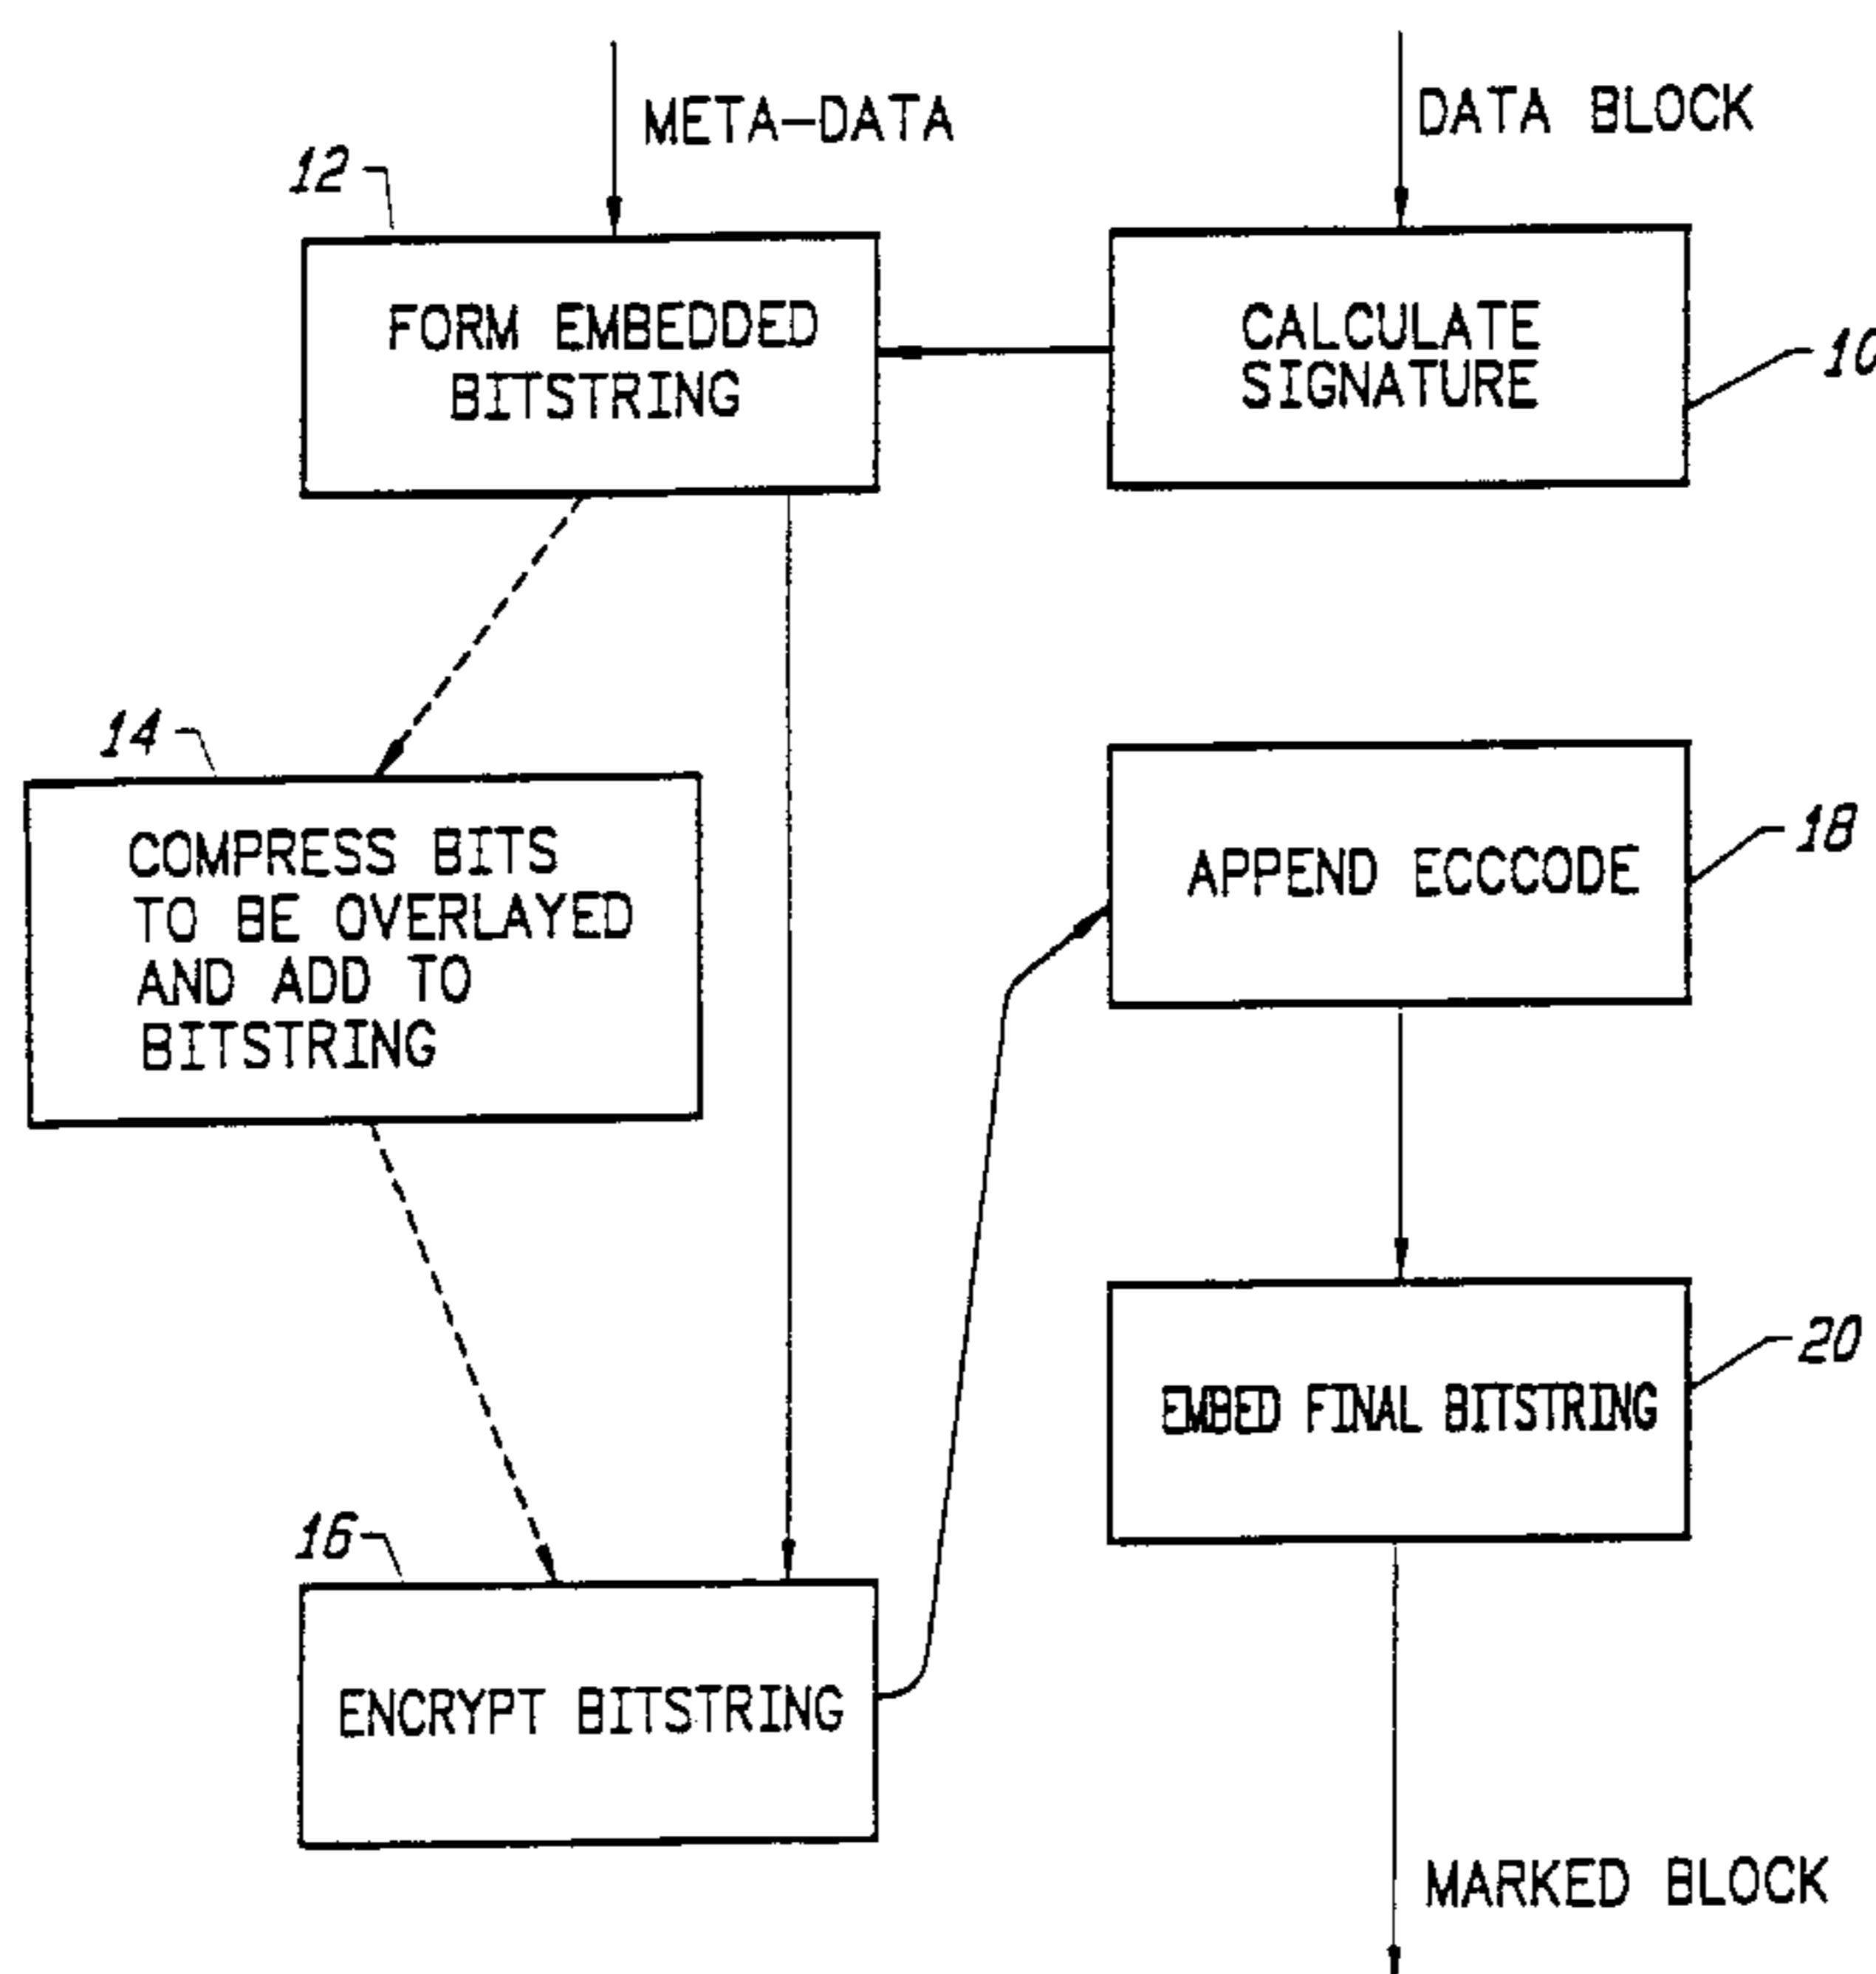 META-DATA
DATA BLOCK
12
FORM EMBEDDED
BITSTRING
CALCULATE
SIGNATURE
10
14
COMPRESS BITS
TO BE OVERLAYED
AND ADD TO
BITSTRING
APPEND ECCCODE
18
EMBED FINAL BITSTRING
20
16
ENCRYPT BITSTRING
MARKED BLOCK